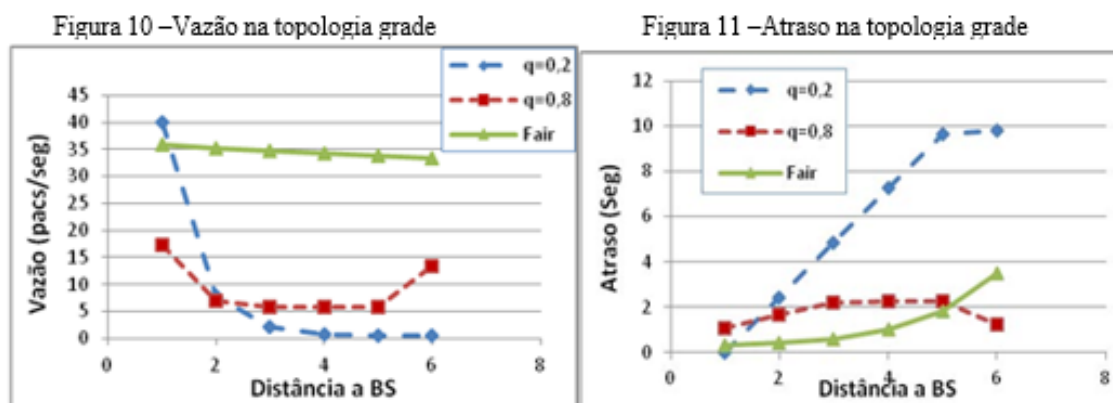 Figura 10 –Vazão na topologia grade
q=0,2
q=0,8
Fair
45
40
35
30
25
20
15
10
5
0
Vazão (pacs/seg)
0
2
4
6
8
Distância a BS
Figura 11 –Atraso na topologia grade
q=0,2
q=0,8
Fair
12
10
8
6
4
2
0
Atraso (Seg)
0
2
4
6
8
Distância a BS